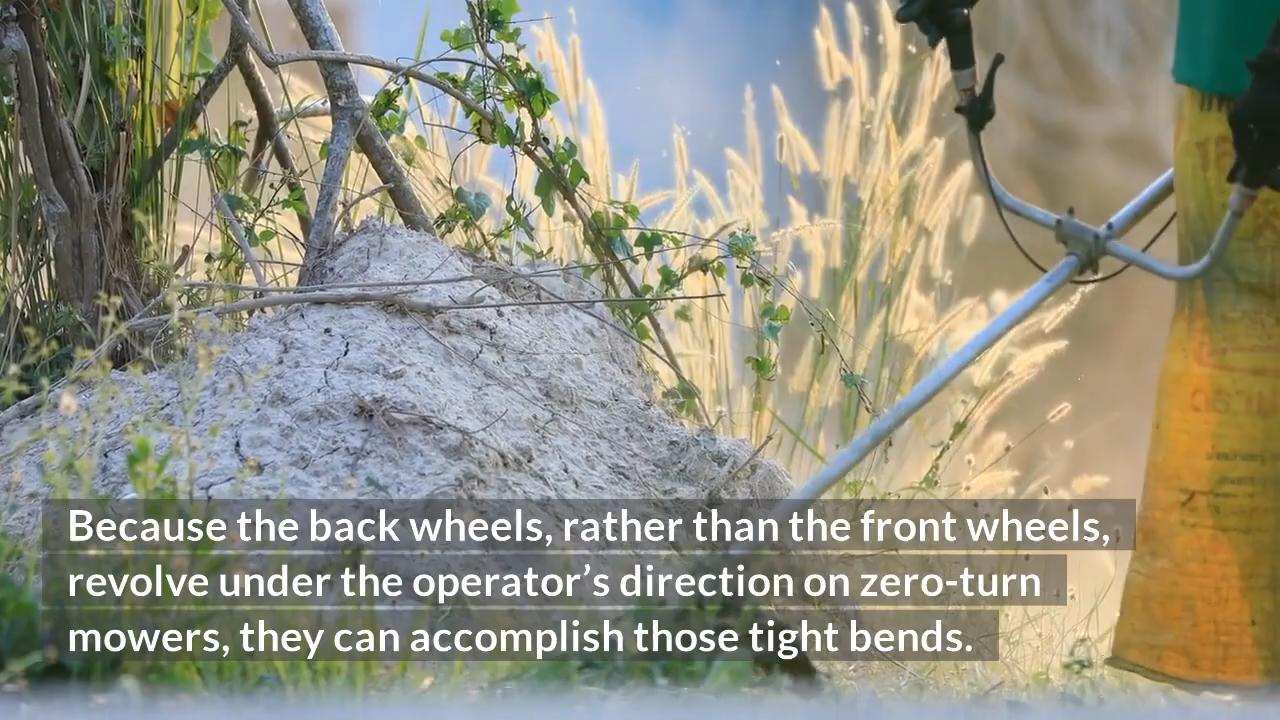 Because the back wheels, rather than the front wheels,
revolve under the operator’s direction on zero-turn
mowers, they can accomplish those tight bends.